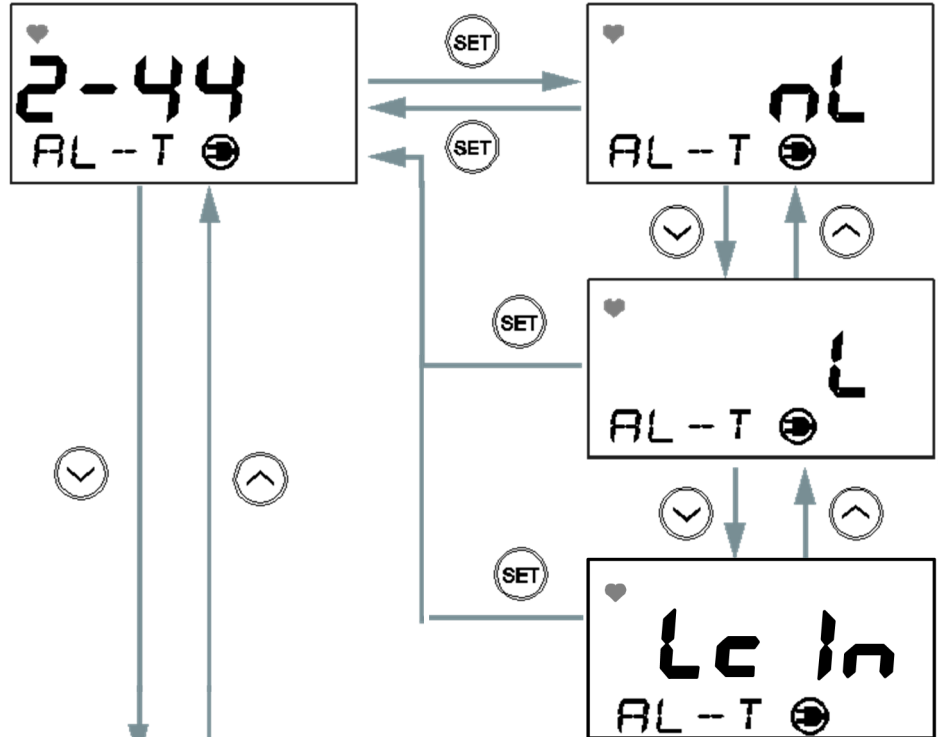 2-44
AL--T
SET
SET
nL
AL--T
SET
L
AL--T
SET
Lc In
AL--T